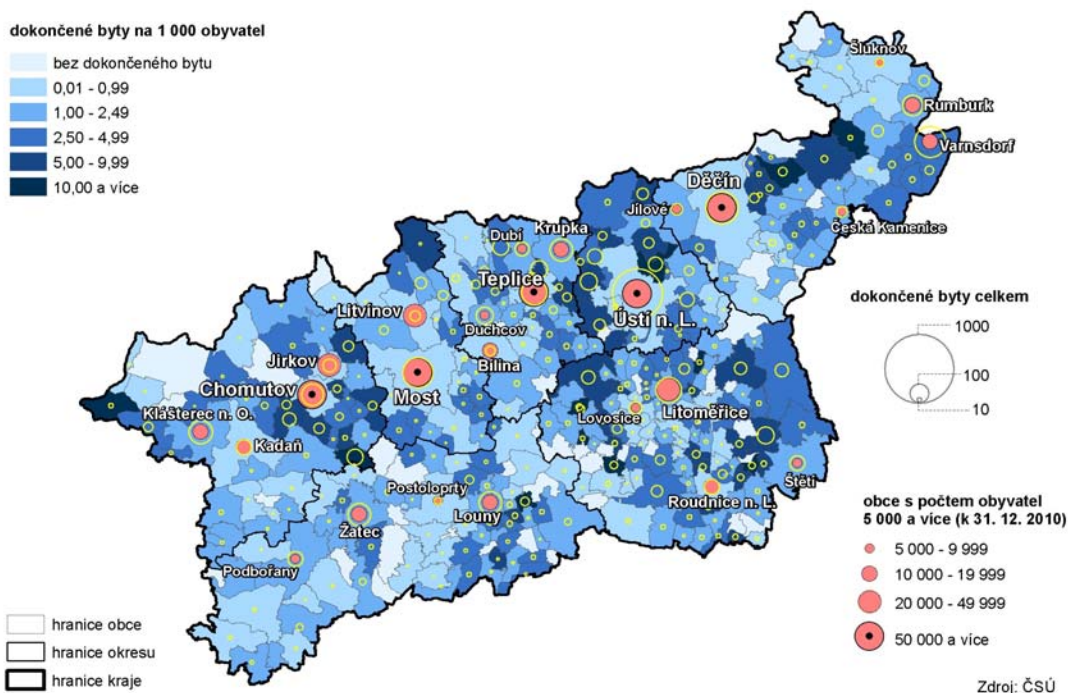 dokončené byty na 1 000 obyvatel
bez dokončeného bytu
0,01 - 0,99
1,00 - 2,49
2,50 - 4,99
5,00 - 9,99
10,00 a více
Šluknov
Rumburk
Varnsdorf
Děčín
Jílové
Česká Kamenice
Krupka
Dubí
Teplice
Ústí n. L.
Litvínov
Duchcov
Bílina
Jirkov
Chomutov
Most
Klášterec n. O.
Kadaň
Lovosice
Litoměřice
Štětí
Roudnice n. L.
Postoloprty
Louny
Žatec
Podbořany
dokončené byty celkem
1000
100
10
obce s počtem obyvatel
5 000 a více (k 31. 12. 2010)
5 000 - 9 999
10 000 - 19 999
20 000 - 49 999
50 000 a více
hranice obce
hranice okresu
hranice kraje
Zdroj: ČSÚ